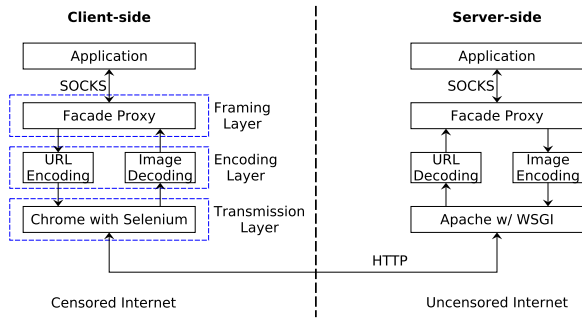 Client-side
Server-side
Application
Application
SOCKS
SOCKS
Facade Proxy
Framing
Layer
Facade Proxy
URL
Encoding
Image
Decoding
Encoding
Layer
URL
Decoding
Image
Encoding
Chrome with Selenium
Transmission
Layer
Apache w/ WSGI
HTTP
Censored Internet
Uncensored Internet